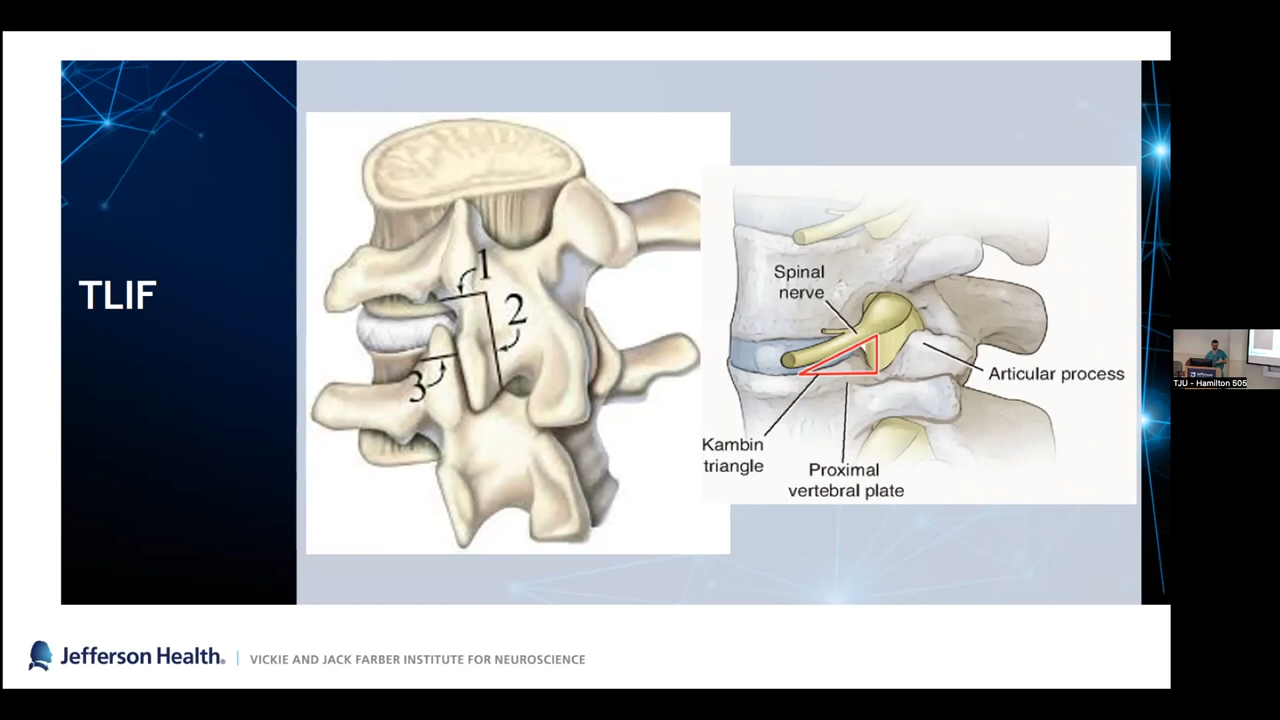 TLIF
1
2
3
Spinal
nerve
Articular process
Kambin
triangle
Proximal
vertebral plate
Jefferson Health.
VICKIE AND JACK FARBER INSTITUTE FOR NEUROSCIENCE
TJU - Hamilton 505